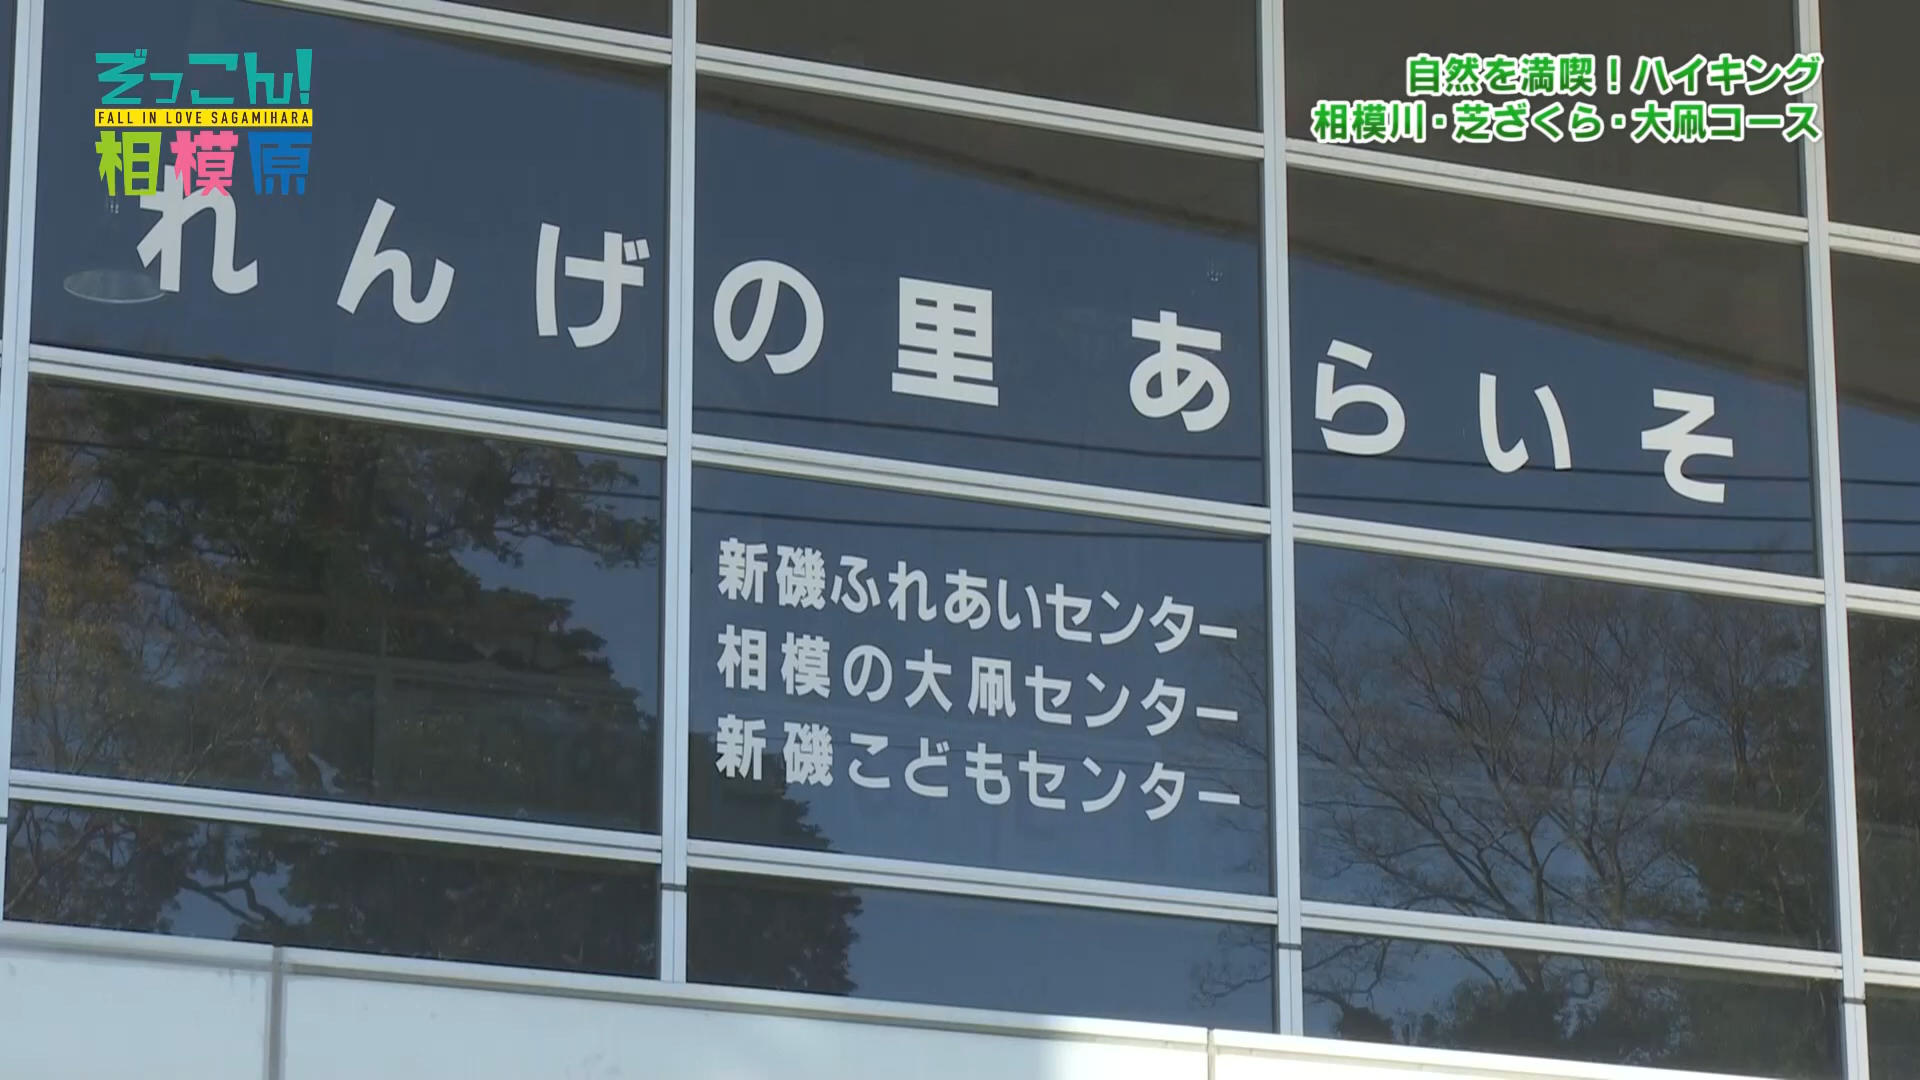 ぞっこん!
FALL IN LOVE SAGAMIHARA
相模原
自然を満喫!ハイキング
相模川・芝ざくら・大凧コース
れんげの里 あらいそ
新磯ふれあいセンター
相模の大凧センター
新磯こどもセンター